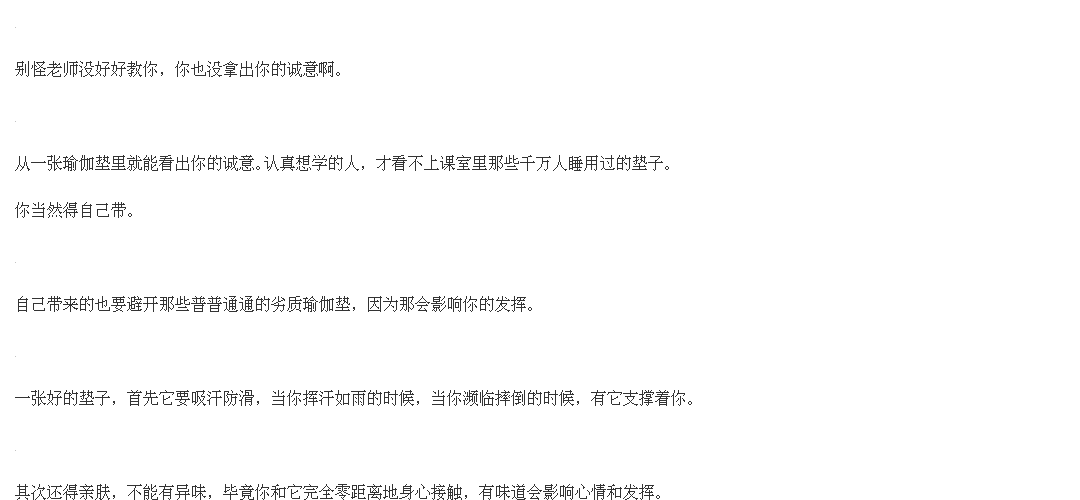 别怪老师没好好教你，你也没拿出你的诚意啊。
从一张瑜伽垫里就能看出你的诚意。认真想学的人，才看不上课室里那些千万人睡用过的垫子。
你当然得自己带。
自己带来的也要避开那些普普通通的劣质瑜伽垫，因为那会影响你的发挥。
一张好的垫子，首先它要吸汗防滑，当你挥汗如雨的时候，当你濒临摔倒的时候，有它支撑着你。
其次还得亲肤，不能有异味，毕竟你和它完全零距离地身心接触，有味道会影响心情和发挥。